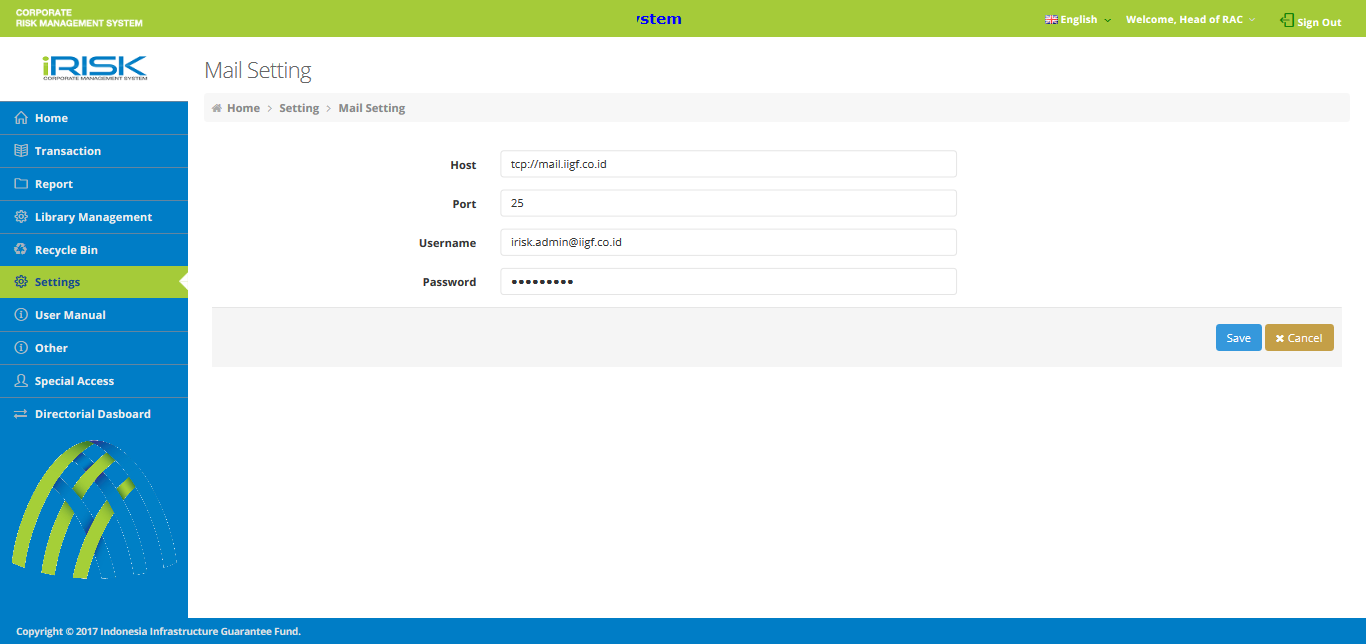 CORPORATE
RISK MANAGEMENT SYSTEM
ystem
English
Welcome, Head of RAC
Sign Out
iRISK
CORPORATE MANAGEMENT SYSTEM
Mail Setting
Home > Setting > Mail Setting
Home
Transaction
Report
Library Management
Recycle Bin
Settings
User Manual
Other
Special Access
Directorial Dasboard
Host
tcp://mail.iigf.co.id
Port
25
Username
irisk.admin@iigf.co.id
Password
•••••••••
Save
Cancel
Copyright © 2017 Indonesia Infrastructure Guarantee Fund.